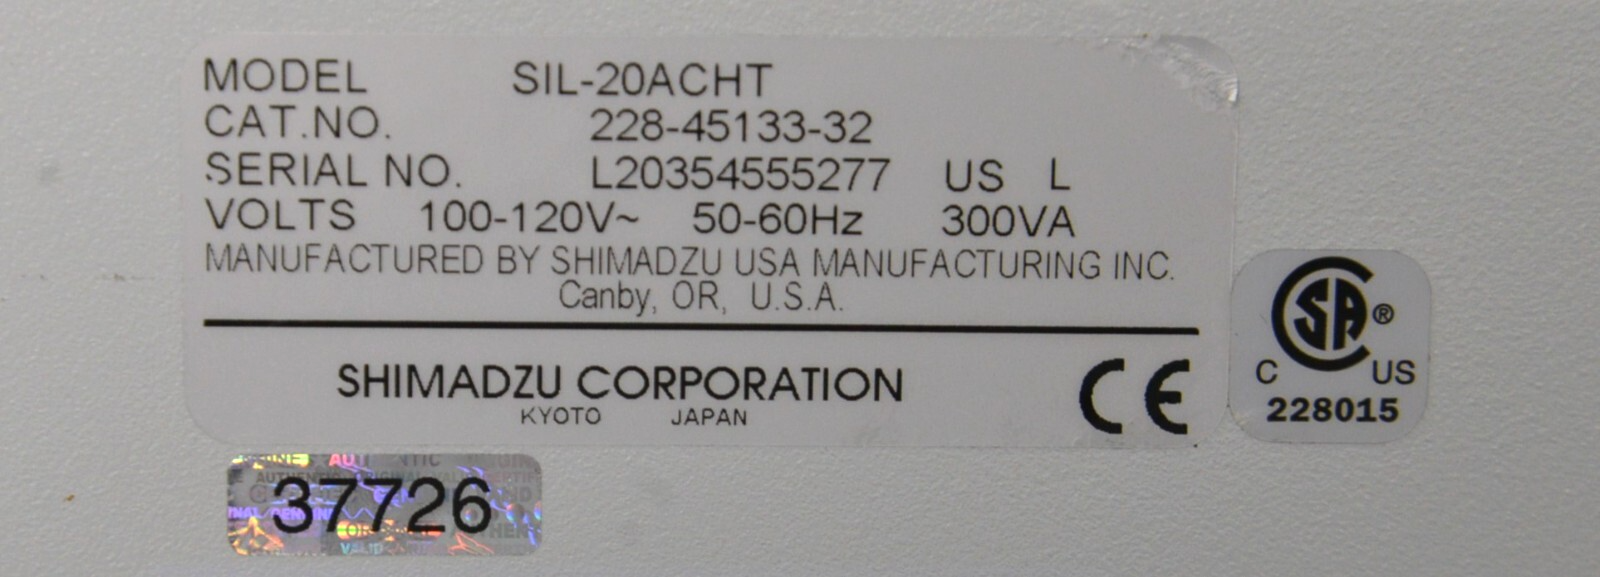 MODEL SIL-20ACHT
CAT.NO. 228-45133-32
SERIAL NO. L20354555277 US L
VOLTS 100-120V~ 50-60Hz 300VA
MANUFACTURED BY SHIMADZU USA MANUFACTURING INC.
Canby, OR, U.S.A.
SHIMADZU CORPORATION
KYOTO JAPAN
CE
SA ®
C US
228015
37726